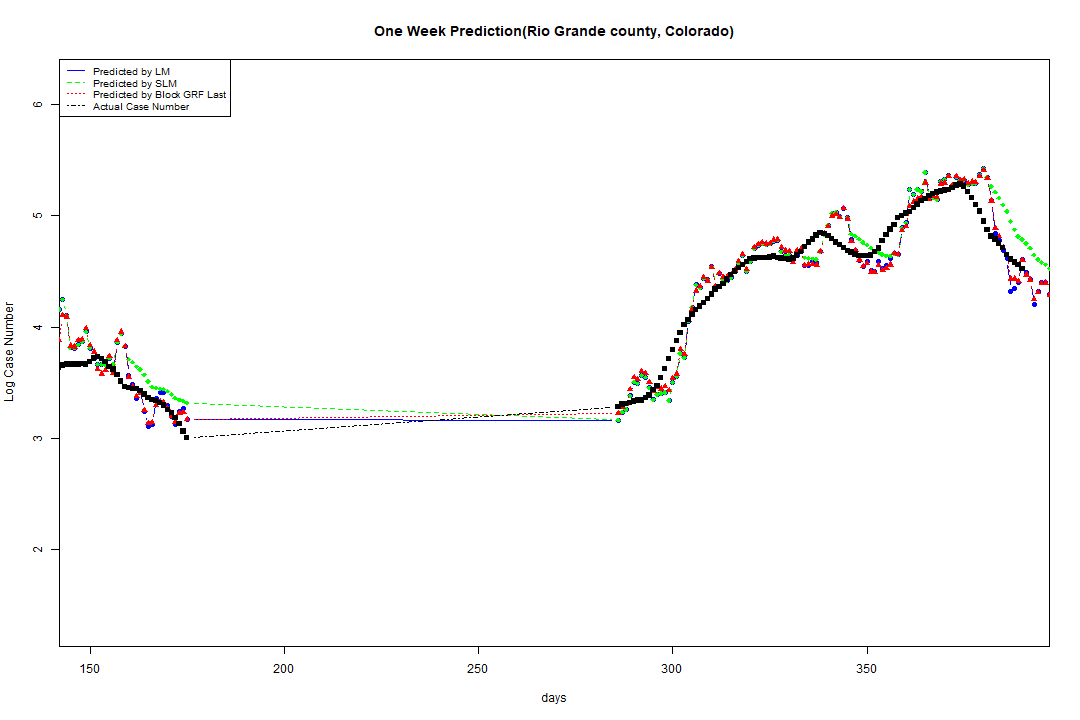 One Week Prediction(Rio Grande county, Colorado)
Predicted by LM
Predicted by SLM
Predicted by Block GRF Last
Actual Case Number
6
5
4
3
2
Log Case Number
150 200 250 300 350
days